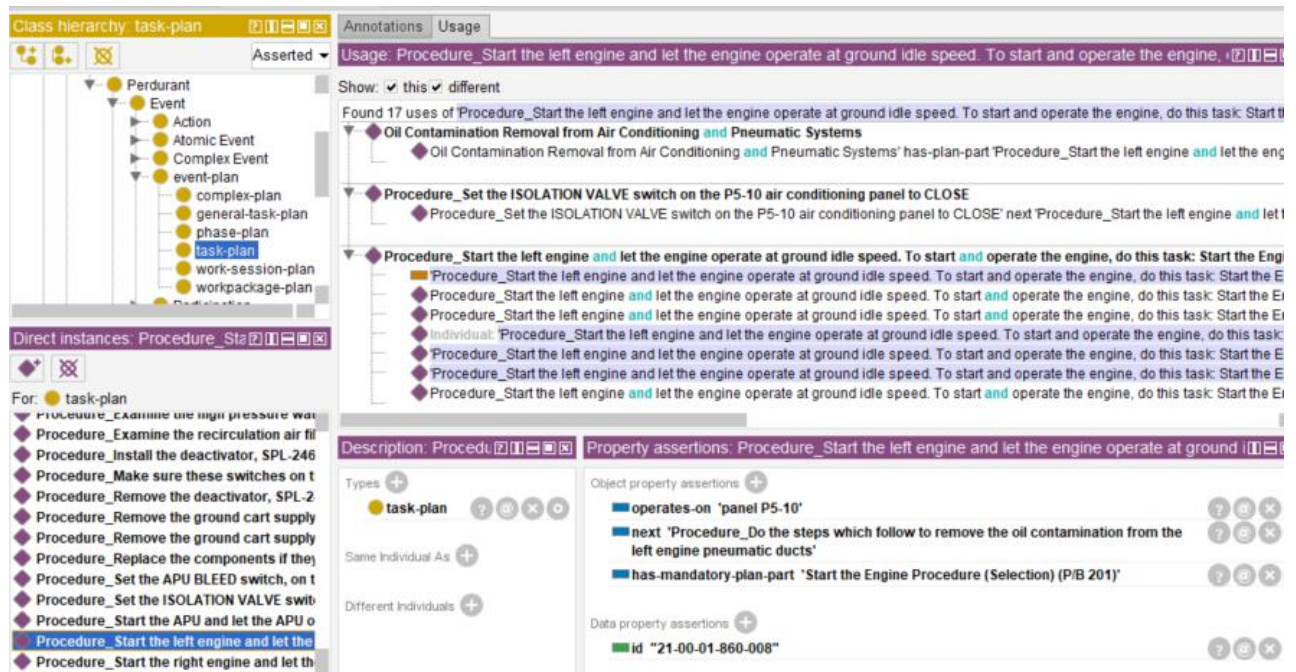 Class hierarchy: task-plan
Asserted
Perdurant
Event
Action
Atomic Event
Complex Event
event-plan
complex-plan
general-task-plan
phase-plan
task-plan
work-session-plan
workpackage-plan
Participation
Direct instances: Procedure_Sta
For: task-plan
Procedure_Examine the high pressure wat
Procedure_Examine the recirculation air fil
Procedure_Install the deactivator, SPL-246
Procedure_Make sure these switches on t
Procedure_Remove the deactivator, SPL-2
Procedure_Remove the ground cart supply
Procedure_Remove the ground cart supply
Procedure_Replace the components if they
Procedure_Set the APU BLEED switch, on t
Procedure_Set the ISOLATION VALVE swit
Procedure_Start the APU and let the APU o
Procedure_Start the left engine and let the
Procedure_Start the right engine and let th
Annotations Usage
Usage: Procedure_Start the left engine and let the engine operate at ground idle speed. To start and operate the engine,
Show: this different
Found 17 uses of 'Procedure_Start the left engine and let the engine operate at ground idle speed. To start and operate the engine, do this task: Start th
Oil Contamination Removal from Air Conditioning and Pneumatic Systems
Oil Contamination Removal from Air Conditioning and Pneumatic Systems' has-plan-part 'Procedure_Start the left engine and let the eng
Procedure_Set the ISOLATION VALVE switch on the P5-10 air conditioning panel to CLOSE
Procedure_Set the ISOLATION VALVE switch on the P5-10 air conditioning panel to CLOSE' next 'Procedure_Start the left engine and let t
Procedure_Start the left engine and let the engine operate at ground idle speed. To start and operate the engine, do this task: Start the Engi
'Procedure_Start the left engine and let the engine operate at ground idle speed. To start and operate the engine, do this task: Start the E
Procedure_Start the left engine and let the engine operate at ground idle speed. To start and operate the engine, do this task: Start the En
Procedure_Start the left engine and let the engine operate at ground idle speed. To start and operate the engine, do this task: Start the En
Individual: 'Procedure_Start the left engine and let the engine operate at ground idle speed. To start and operate the engine, do this task:
'Procedure_Start the left engine and let the engine operate at ground idle speed. To start and operate the engine, do this task: Start the E
'Procedure_Start the left engine and let the engine operate at ground idle speed. To start and operate the engine, do this task: Start the E
Procedure_Start the left engine and let the engine operate at ground idle speed. To start and operate the engine, do this task: Start the En
Description: Procedu
Types
task-plan
Same Individual As
Different Individuals
Property assertions: Procedure_Start the left engine and let the engine operate at ground i
Object property assertions
operates-on 'panel P5-10'
next 'Procedure_Do the steps which follow to remove the oil contamination from the
left engine pneumatic ducts'
has-mandatory-plan-part 'Start the Engine Procedure (Selection) (P/B 201)'
Data property assertions
id "21-00-01-860-008"